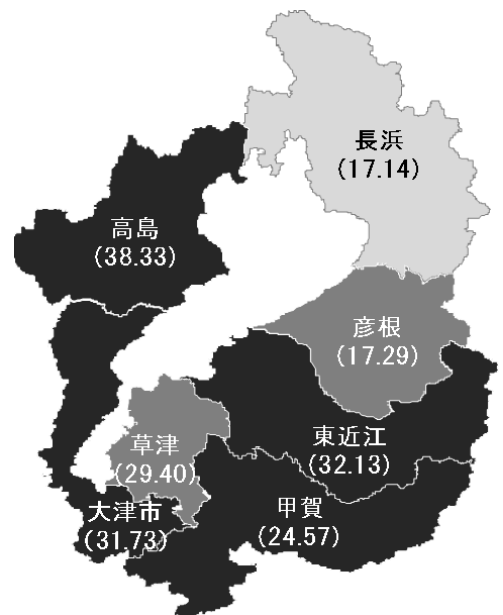 長浜
(17.14)
高島
(38.33)
彦根
(17.29)
東近江
(32.13)
草津
(29.40)
大津市
(31.73)
甲賀
(24.57)